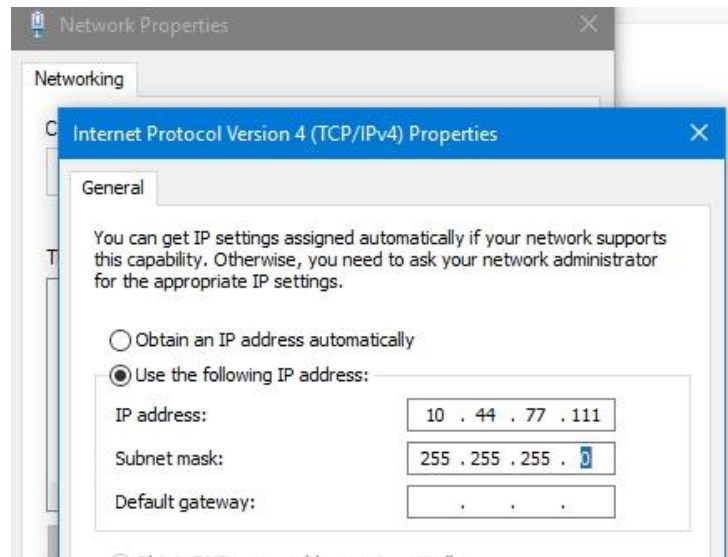 Network Properties
Networking
C
Internet Protocol Version 4 (TCP/IPv4) Properties
General
T
You can get IP settings assigned automatically if your network supports
this capability. Otherwise, you need to ask your network administrator
for the appropriate IP settings.
Obtain an IP address automatically
Use the following IP address:
IP address: 10 . 44 . 77 . 111
Subnet mask: 255 . 255 . 255 . 0
Default gateway: . . .